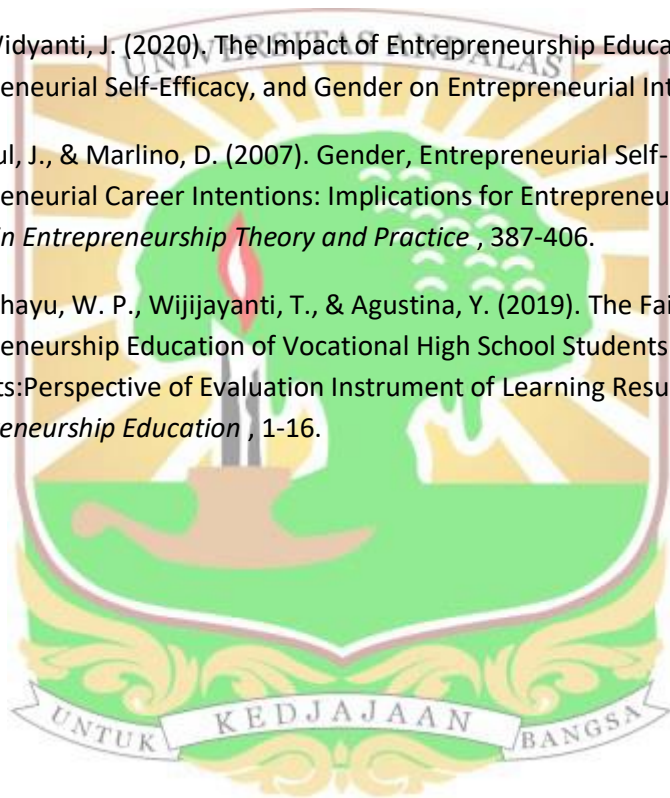 Vidyanti, J. (2020). The Impact of Entrepreneurship Educa
UNIVERSITAS ANDALAS
eneurial Self-Efficacy, and Gender on Entrepreneurial Int
ul, J., & Marlino, D. (2007). Gender, Entrepreneurial Self-
eneurial Career Intentions: Implications for Entrepreneu
in Entrepreneurship Theory and Practice , 387-406.
hayu, W. P., Wijijayanti, T., & Agustina, Y. (2019). The Fai
eneurship Education of Vocational High School Students
ts:Perspective of Evaluation Instrument of Learning Resu
eneurship Education , 1-16.
UNTUK KEDJAJAAN BANGSA